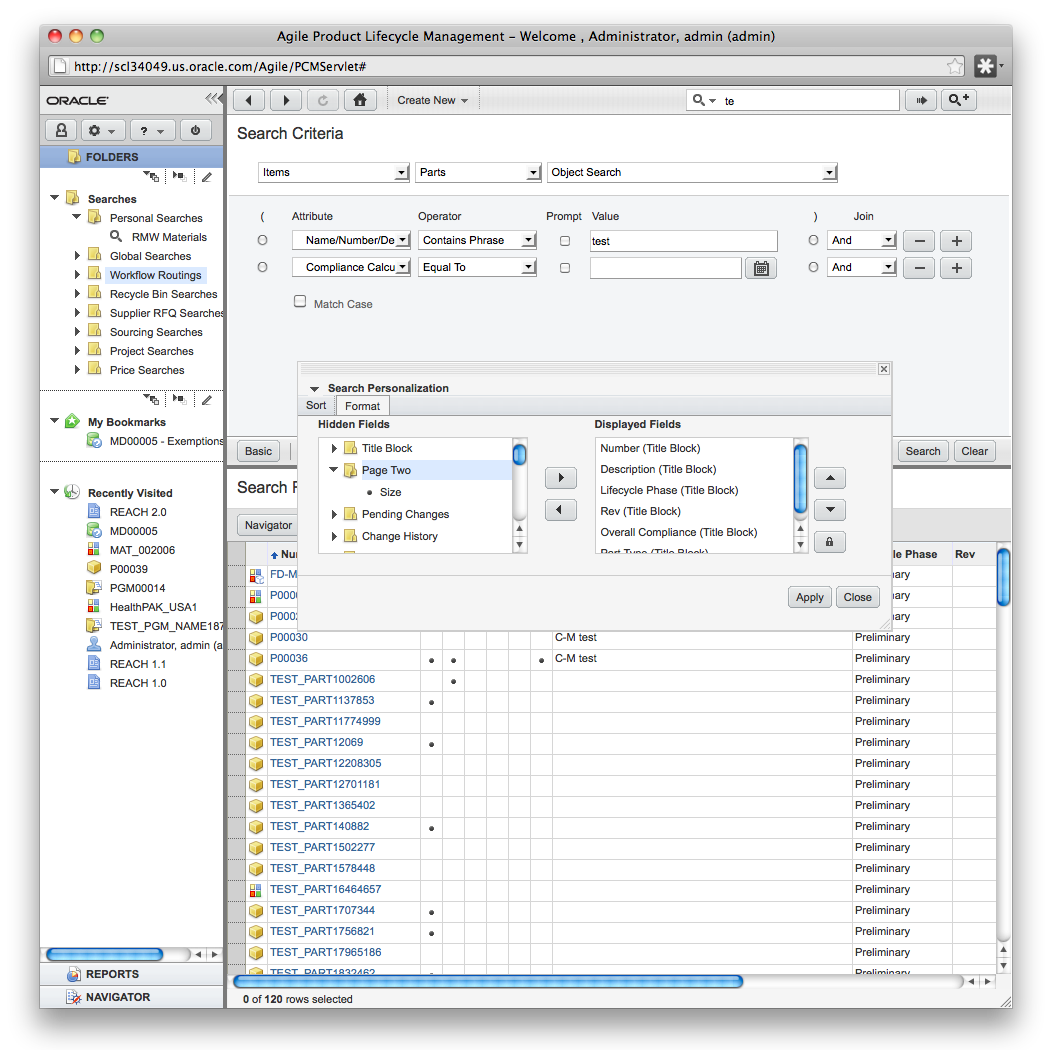 Agile Product Lifecycle Management – Welcome , Administrator, admin (admin)
http://scl34049.us.oracle.com/Agile/PCMServlet#
ORACLE
Create New
te
?
FOLDERS
Searches
Personal Searches
RMW Materials
Global Searches
Workflow Routings
Recycle Bin Searches
Supplier RFQ Searches
Sourcing Searches
Project Searches
Price Searches
My Bookmarks
MD00005 - Exemptions
Recently Visited
REACH 2.0
MD00005
MAT_002006
P00039
PGM00014
HealthPAK_USA1
TEST_PGM_NAME187
Administrator, admin (a
REACH 1.1
REACH 1.0
REPORTS
NAVIGATOR
Search Criteria
Items Parts Object Search
( Attribute Operator Prompt Value ) Join
Name/Number/De Contains Phrase test And
Compliance Calcu Equal To And
Match Case
Basic Search Clear
Search Personalization
Sort Format
Hidden Fields
Title Block
Page Two
Size
Pending Changes
Change History
Displayed Fields
Number (Title Block)
Description (Title Block)
Lifecycle Phase (Title Block)
Rev (Title Block)
Overall Compliance (Title Block)
Part Type (Title Block)
Apply Close
Search
Navigator
Phase Rev
FD-M
P00030 C-M test Preliminary
P00036 C-M test Preliminary
TEST_PART1002606 Preliminary
TEST_PART1137853 Preliminary
TEST_PART11774999 Preliminary
TEST_PART12069 Preliminary
TEST_PART12208305 Preliminary
TEST_PART12701181 Preliminary
TEST_PART1365402 Preliminary
TEST_PART140882 Preliminary
TEST_PART1502277 Preliminary
TEST_PART1578448 Preliminary
TEST_PART16464657 Preliminary
TEST_PART1707344 Preliminary
TEST_PART1756821 Preliminary
TEST_PART17965186 Preliminary
TEST_PART1832462 Preliminary
0 of 120 rows selected